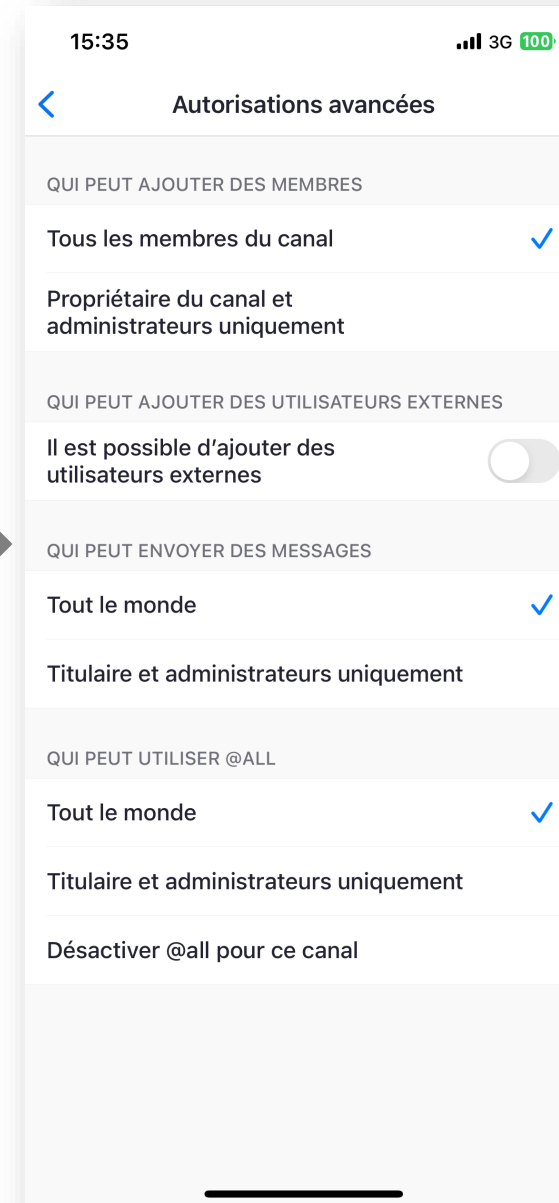 15:35
3G 100
Autorisations avancées
QUI PEUT AJOUTER DES MEMBRES
Tous les membres du canal
Propriétaire du canal et
administrateurs uniquement
QUI PEUT AJOUTER DES UTILISATEURS EXTERNES
Il est possible d’ajouter des
utilisateurs externes
QUI PEUT ENVOYER DES MESSAGES
Tout le monde
Titulaire et administrateurs uniquement
QUI PEUT UTILISER @ALL
Tout le monde
Titulaire et administrateurs uniquement
Désactiver @all pour ce canal